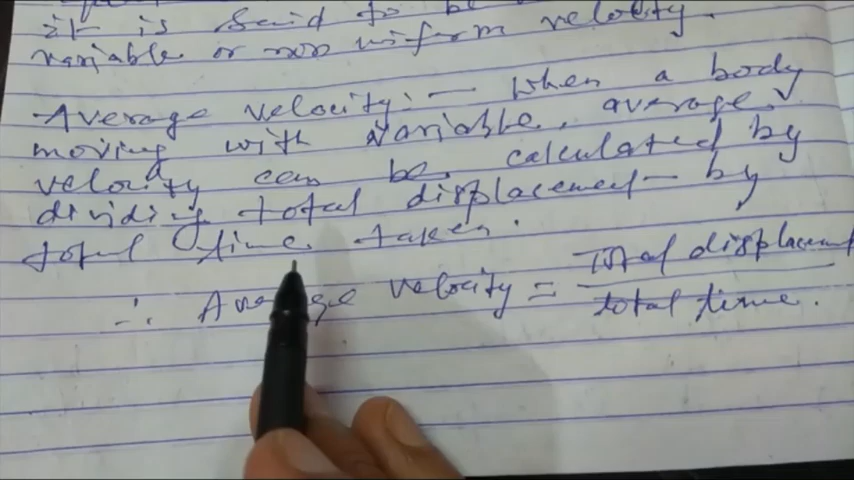 it is said to be
variable or non uniform velocity.
Average velocity:- When a body
moving with variable, average
velocity can be calculated by
dividing total displacement by
total time taken.
∴ Average velocity = Total displacement / total time.